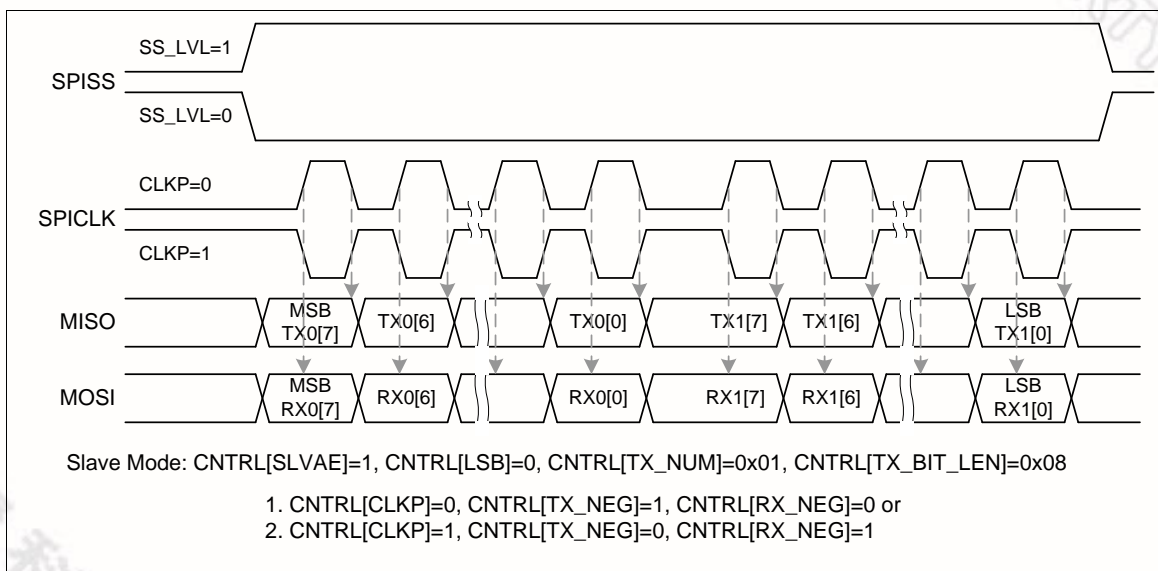 SS_LVL=1
SPISS
SS_LVL=0
CLKP=0
SPICLK
CLKP=1
MISO
MSB
TX0[7]
TX0[6]
TX0[0]
TX1[7]
TX1[6]
LSB
TX1[0]
MOSI
MSB
RX0[7]
RX0[6]
RX0[0]
RX1[7]
RX1[6]
LSB
RX1[0]
Slave Mode: CNTRL[SLVAE]=1, CNTRL[LSB]=0, CNTRL[TX_NUM]=0x01, CNTRL[TX_BIT_LEN]=0x08
1. CNTRL[CLKP]=0, CNTRL[TX_NEG]=1, CNTRL[RX_NEG]=0 or
2. CNTRL[CLKP]=1, CNTRL[TX_NEG]=0, CNTRL[RX_NEG]=1